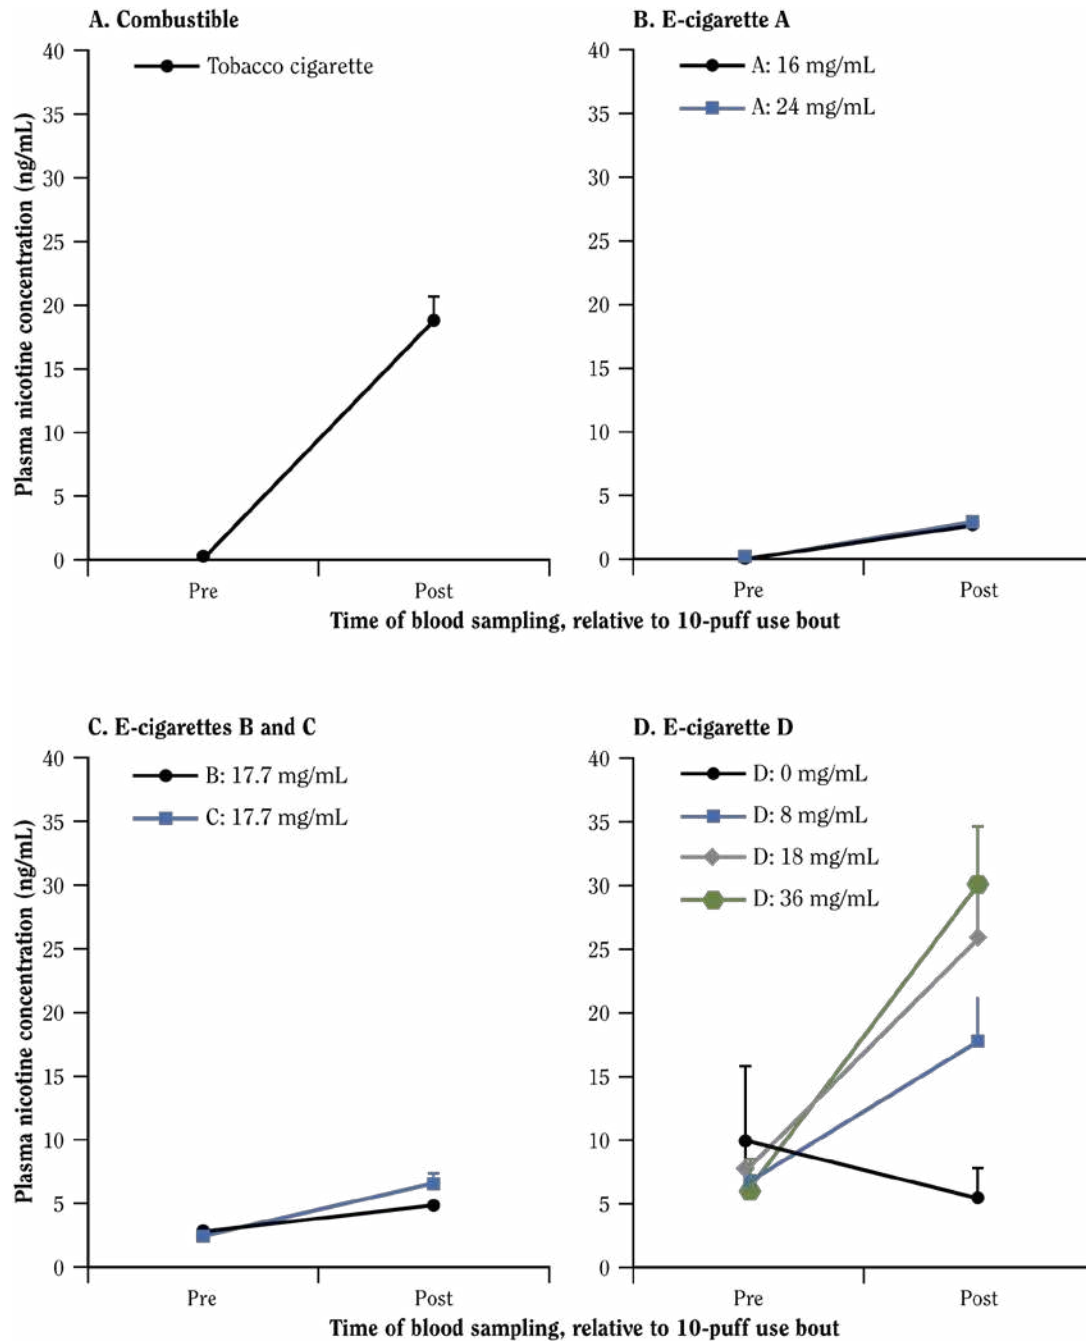 A. Combustible
Plasma nicotine concentration (ng/mL)
40
35
30
25
20
15
10
5
0
Tobacco cigarette
Pre
Post
B. E-cigarette A
40
35
30
25
20
15
10
5
0
A: 16 mg/mL
A: 24 mg/mL
Pre
Post
Time of blood sampling, relative to 10-puff use bout
C. E-cigarettes B and C
Plasma nicotine concentration (ng/mL)
40
35
30
25
20
15
10
5
0
B: 17.7 mg/mL
C: 17.7 mg/mL
Pre
Post
D. E-cigarette D
40
35
30
25
20
15
10
5
0
D: 0 mg/mL
D: 8 mg/mL
D: 18 mg/mL
D: 36 mg/mL
Pre
Post
Time of blood sampling, relative to 10-puff use bout